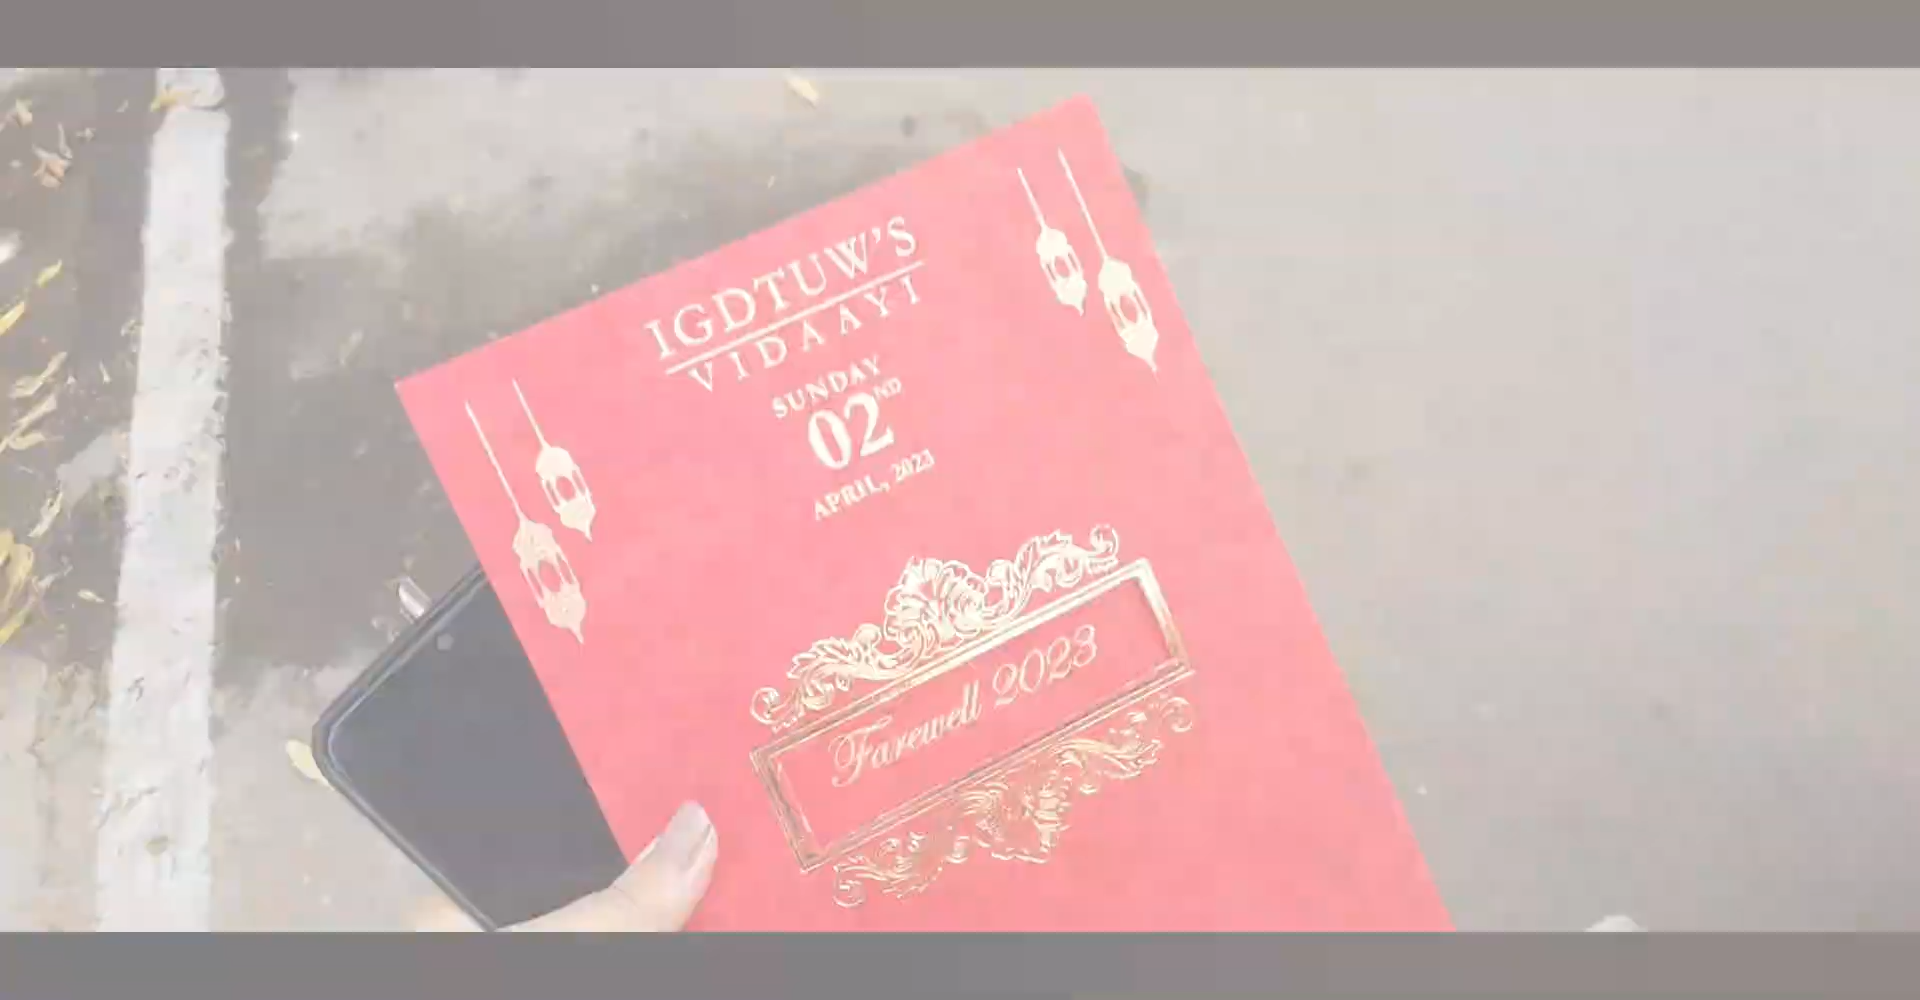 IGDTUW'S
VIDAAYI
SUNDAY
02ND
APRIL, 2023
Farewell 2023